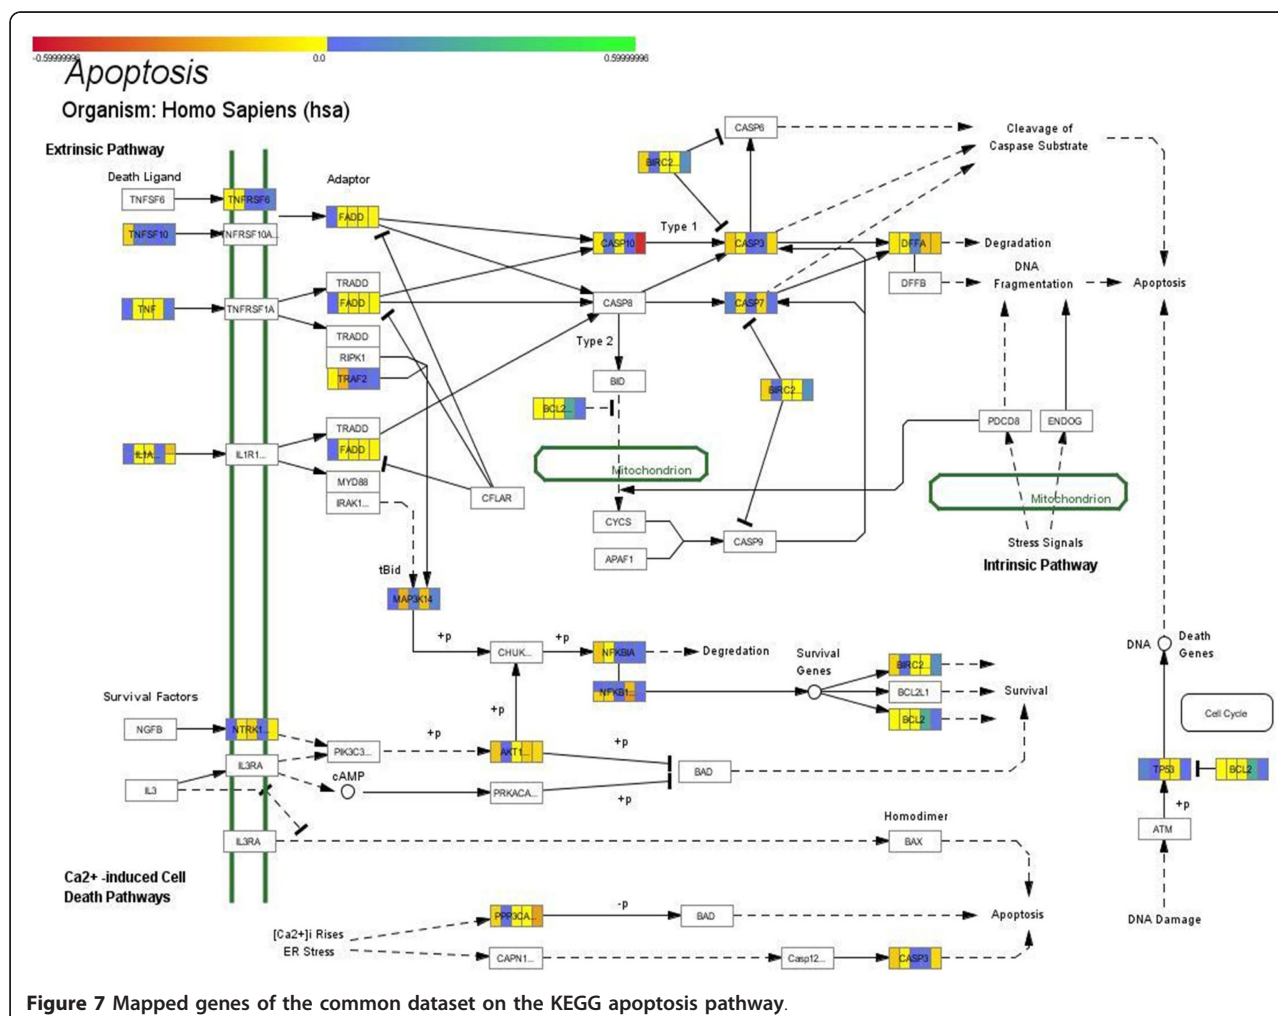 -0.59999996 0.0 0.59999996
Apoptosis
Organism: Homo Sapiens (hsa)
Extrinsic Pathway
Death Ligand
Adaptor
TNFSF6
TNFRSF6
TNFSF10
TNFRSF10A...
FADD
TNF
TNFRSF1A
TRADD
FADD
TRADD
RIPK1
TRAF2
IL1A...
IL1R1...
TRADD
FADD
MYD88
IRAK1...
CFLAR
BIRC2...
CASP6
Type 1
CASP10
CASP3
CASP8
CASP7
Type 2
BID
BCL2...
BIRC2...
Mitochondrion
CYCS
APAF1
CASP9
DFFA
Degradation
DFFB
DNA
Fragmentation
Cleavage of
Caspase Substrate
Apoptosis
PDCD8
ENDOG
Mitochondrion
Stress Signals
Intrinsic Pathway
tBid
MAP3K14
+p
CHUK...
+p
NFKBIA
Degredation
NFKB1...
Survival
Genes
BIRC2...
BCL2L1
Survival
BCL2
Survival Factors
NGFB
NTRK1...
PIK3C3...
+p
+p
AKT1...
+p
IL3RA
IL3
cAMP
PRKACA...
+p
BAD
IL3RA
Homodimer
BAX
DNA
Death
Genes
Cell Cycle
TP53
BCL2
+p
ATM
DNA Damage
Ca2+ -induced Cell
Death Pathways
[Ca2+]i Rises
ER Stress
PPP3CA...
-p
BAD
Apoptosis
CAPN1...
Casp12...
CASP3
Figure 7 Mapped genes of the common dataset on the KEGG apoptosis pathway.